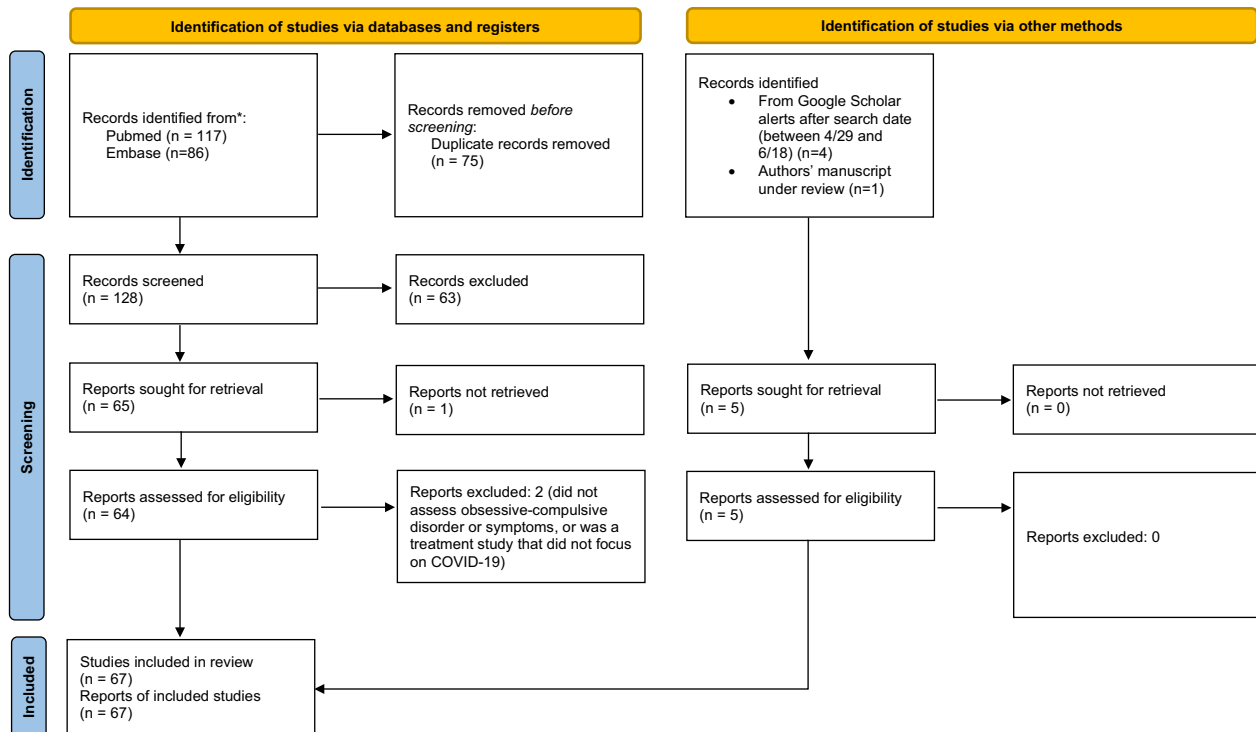 Identification of studies via databases and registers
Identification of studies via other methods
Identification
Records identified from*:
Pubmed (n = 117)
Embase (n=86)
Records removed before
screening:
Duplicate records removed
(n = 75)
Records identified
• From Google Scholar
alerts after search date
(between 4/29 and
6/18) (n=4)
• Authors’ manuscript
under review (n=1)
Screening
Records screened
(n = 128)
Records excluded
(n = 63)
Reports sought for retrieval
(n = 65)
Reports not retrieved
(n = 1)
Reports sought for retrieval
(n = 5)
Reports not retrieved
(n = 0)
Reports assessed for eligibility
(n = 64)
Reports excluded: 2 (did not
assess obsessive-compulsive
disorder or symptoms, or was a
treatment study that did not focus
on COVID-19)
Reports assessed for eligibility
(n = 5)
Reports excluded: 0
Included
Studies included in review
(n = 67)
Reports of included studies
(n = 67)